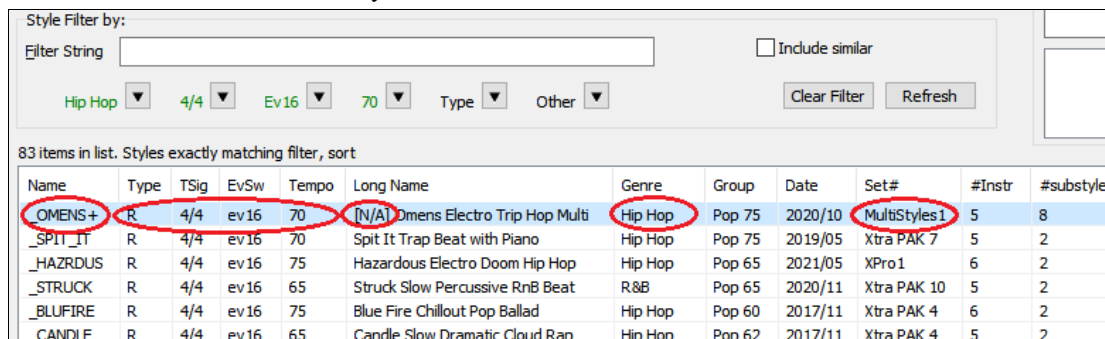 Style Filter by:
Filter String
Include similar
Hip Hop 4/4 Ev16 70 Type Other Clear Filter Refresh
83 items in list. Styles exactly matching filter, sort
Name Type TSig EvSw Tempo Long Name Genre Group Date Set# #Instr #substyle
_OMENS+ R 4/4 ev16 70 [N/A] Omens Electro Trip Hop Multi Hip Hop Pop 75 2020/10 MultiStyles1 5 8
_SPIT_IT R 4/4 ev16 70 Spit It Trap Beat with Piano Hip Hop Pop 75 2019/05 Xtra PAK 7 5 2
_HAZRDUS R 4/4 ev16 75 Hazardous Electro Doom Hip Hop Hip Hop Pop 65 2021/05 XPro1 6 2
_STRUCK R 4/4 ev16 65 Struck Slow Percussive RnB Beat R&B Pop 65 2020/11 Xtra PAK 10 5 2
_BLUFIRE R 4/4 ev16 75 Blue Fire Chillout Pop Ballad Hip Hop Pop 60 2017/11 Xtra PAK 4 6 2
_CANDLE R 4/4 ev16 65 Candle Slow Dramatic Cloud Rap Hip Hop Pop 62 2017/11 Xtra PAK 4 5 2